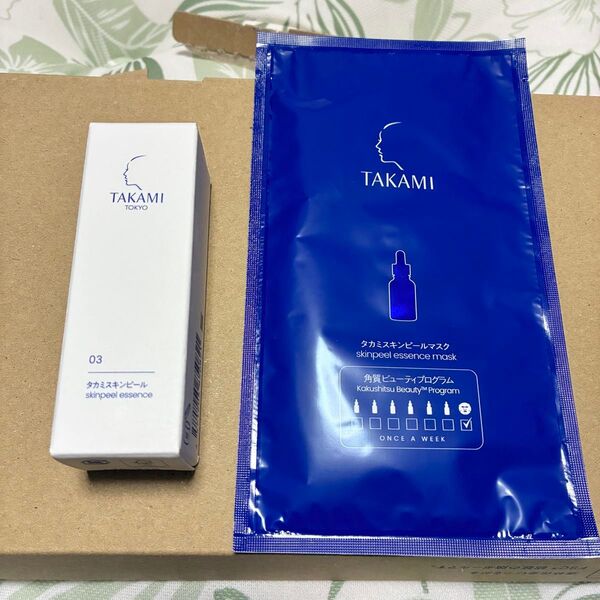 TAKAMI
TOKYO
03
タカミスキンピール
skinpeel essence
TAKAMI
タカミスキンピールマスク
skinpeel essence mask
角質ビューティプログラム
Kakushitsu Beauty™ Program
ONCE A WEEK